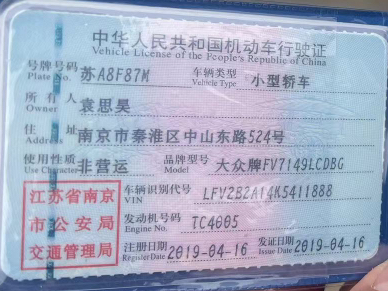 中华人民共和国机动车行驶证
Vehicle License of the People's Republic of China
号牌号码 苏A8F87M 车辆类型 小型轿车
Plate No. Vehicle Type
所有人 袁思昊
Owner
住址 南京市秦淮区中山东路524号
Address
使用性质 非营运 品牌型号 大众牌FV7149LCDBG
Use Character
江苏省南京
市公安局
交通管理局
车辆识别代号 LFV2B2A14K5411888
VIN
发动机号码 TC4005
Engine No.
注册日期 2019-04-16 发证日期 2019-04-16
Register Date Issue Date